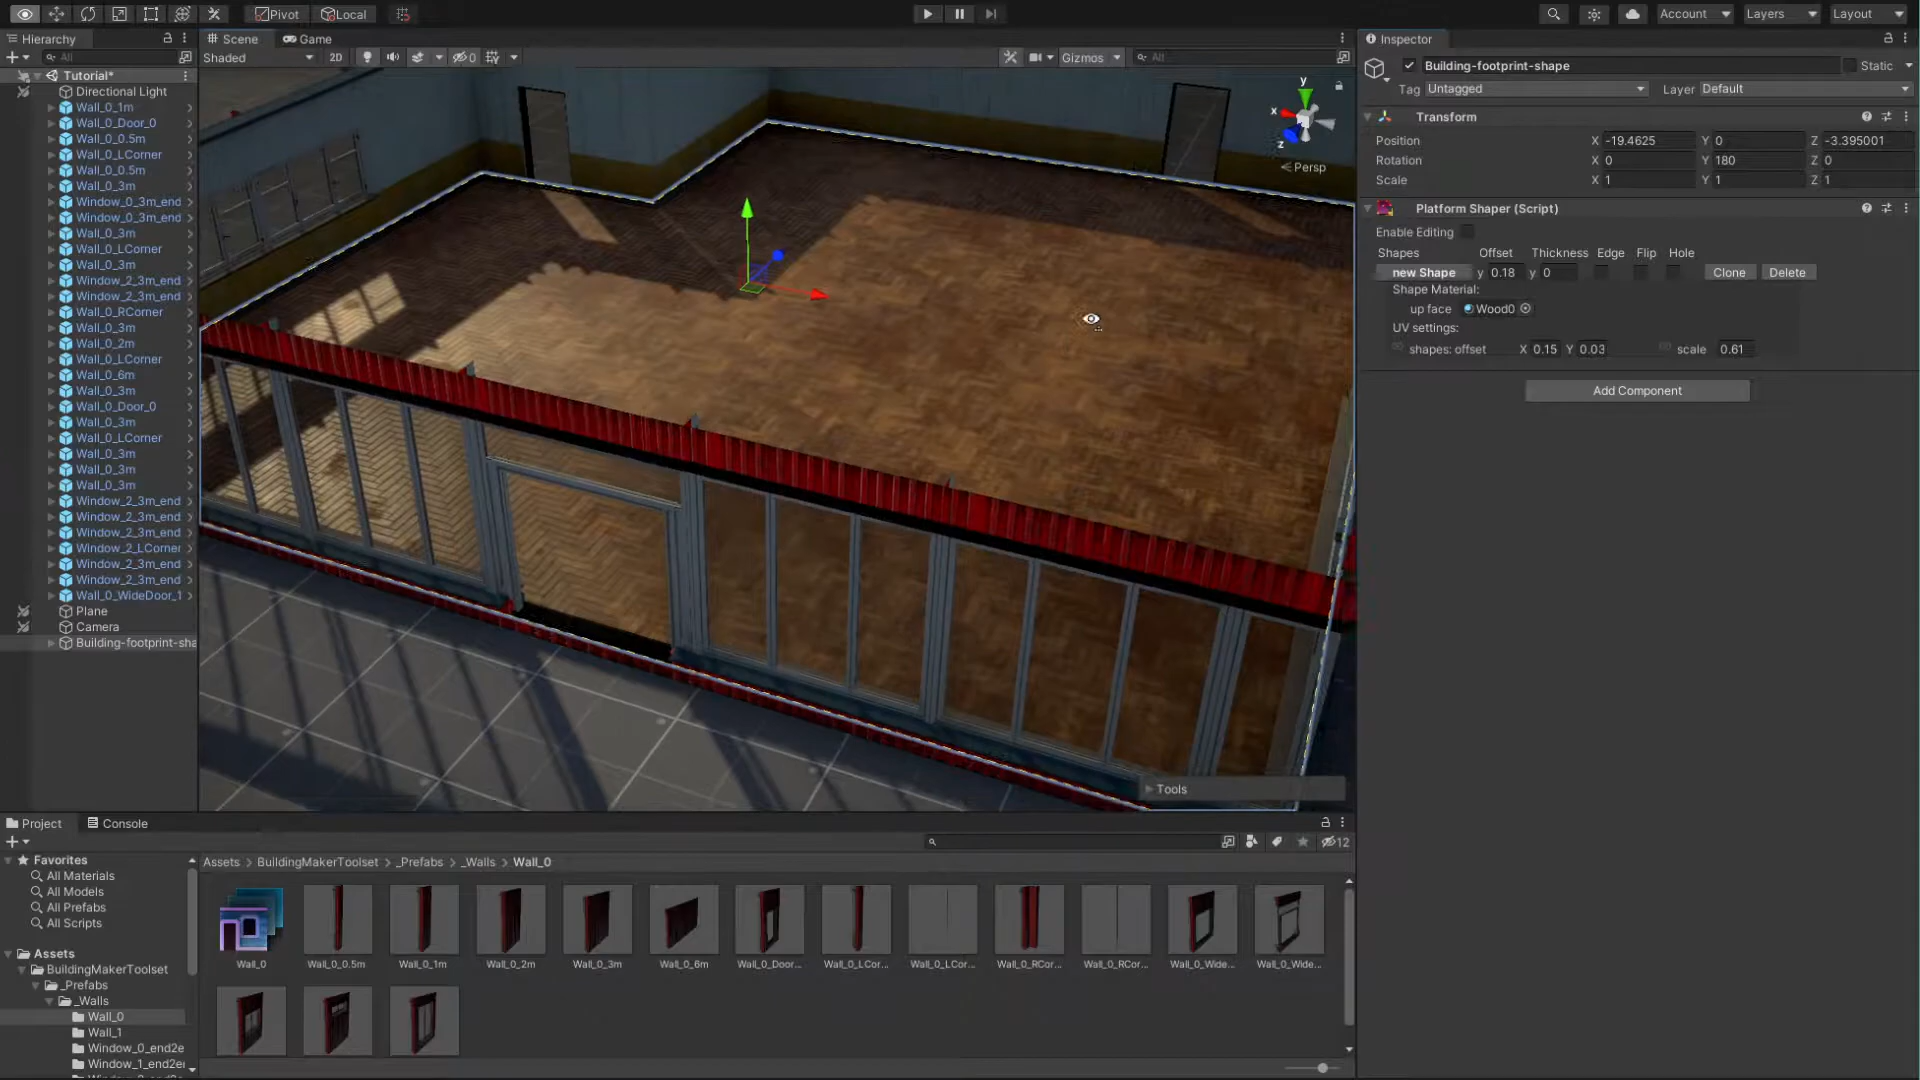 Pivot Local Account Layers Layout
Hierarchy
All
Tutorial*
Directional Light
Wall_0_1m
Wall_0_Door_0
Wall_0_0.5m
Wall_0_LCorner
Wall_0_0.5m
Wall_0_3m
Window_0_3m_end
Window_0_3m_end
Wall_0_3m
Wall_0_LCorner
Wall_0_3m
Window_2_3m_end
Window_2_3m_end
Wall_0_RCorner
Wall_0_3m
Wall_0_2m
Wall_0_LCorner
Wall_0_6m
Wall_0_3m
Wall_0_Door_0
Wall_0_3m
Wall_0_LCorner
Wall_0_3m
Wall_0_3m
Wall_0_3m
Window_2_3m_end
Window_2_3m_end
Window_2_3m_end
Window_2_LCorner
Window_2_3m_end
Window_2_3m_end
Wall_0_WideDoor_1
Plane
Camera
Building-footprint-sha
Scene Game
Shaded 2D 0 Gizmos All
y
x
z
Persp
Tools
Inspector
Building-footprint-shape Static
Tag Untagged Layer Default
Transform
Position X -19.4625 Y 0 Z -3.395001
Rotation X 0 Y 180 Z 0
Scale X 1 Y 1 Z 1
Platform Shaper (Script)
Enable Editing
Shapes Offset Thickness Edge Flip Hole
new Shape y 0.18 y 0 Clone Delete
Shape Material:
up face Wood0
UV settings:
shapes: offset X 0.15 Y 0.03 scale 0.61
Add Component
Project Console
12
Favorites
All Materials
All Models
All Prefabs
All Scripts
Assets
BuildingMakerToolset
_Prefabs
_Walls
Wall_0
Wall_1
Window_0_end2e
Window_1_end2e
Assets > BuildingMakerToolset > _Prefabs > _Walls > Wall_0
Wall_0 Wall_0_0.5m Wall_0_1m Wall_0_2m Wall_0_3m Wall_0_6m Wall_0_Door... Wall_0_LCor... Wall_0_LCor... Wall_0_RCor... Wall_0_RCor... Wall_0_Wide... Wall_0_Wide...